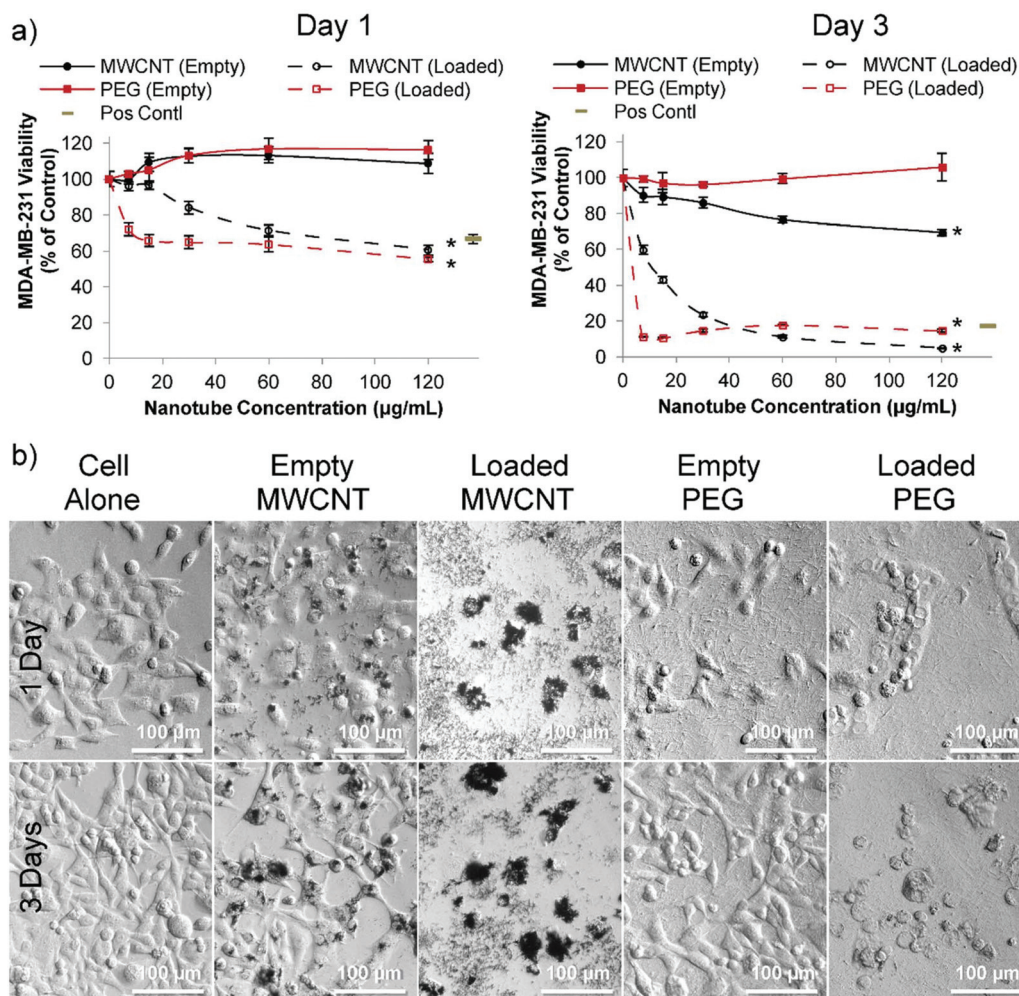 a)
Day 1
MWCNT (Empty)
MWCNT (Loaded)
PEG (Empty)
PEG (Loaded)
Pos Contl
MDA-MB-231 Viability
(% of Control)
120
100
80
60
40
20
0
*
*
0 20 40 60 80 100 120
Nanotube Concentration (µg/mL)
Day 3
MWCNT (Empty)
MWCNT (Loaded)
PEG (Empty)
PEG (Loaded)
Pos Contl
MDA-MB-231 Viability
(% of Control)
120
100
80
60
40
20
0
*
*
*
0 20 40 60 80 100 120
Nanotube Concentration (µg/mL)
b)
Cell
Alone
Empty
MWCNT
Loaded
MWCNT
Empty
PEG
Loaded
PEG
1 Day
100 µm
100 µm
100 µm
100 µm
100 µm
3 Days
100 µm
100 µm
100 µm
100 µm
100 µm